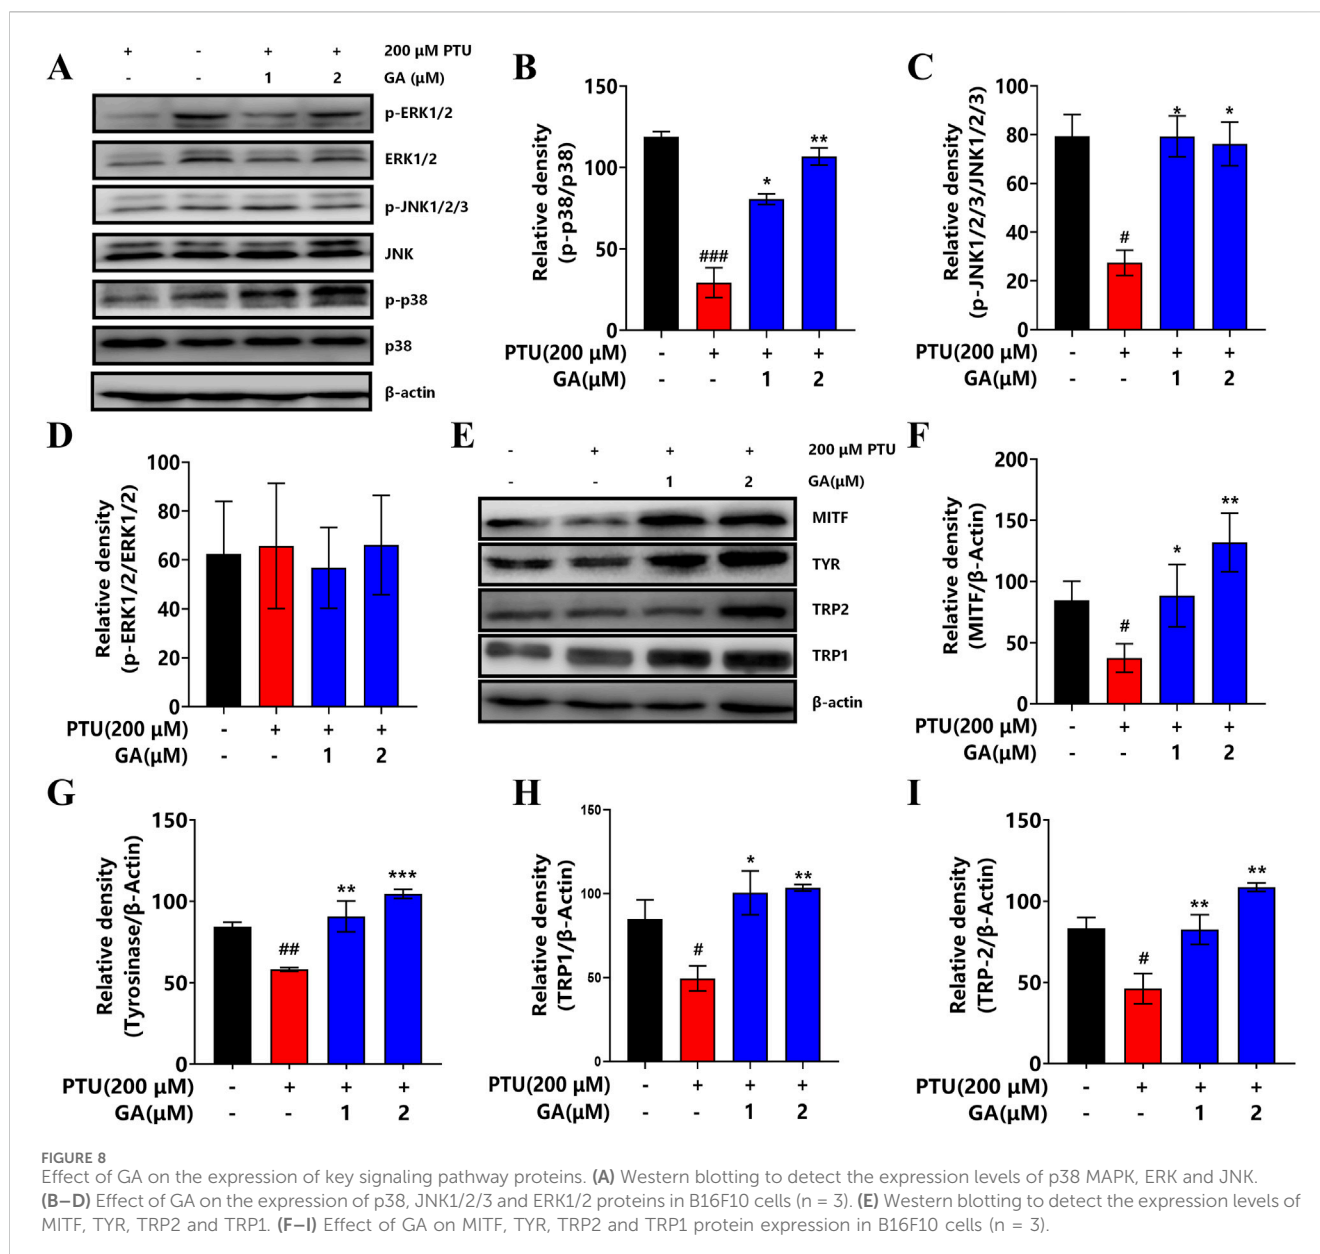 A
+ - + + 200 μM PTU
- - 1 2 GA (μM)
p-ERK1/2
ERK1/2
p-JNK1/2/3
JNK
p-p38
p38
β-actin
B
Relative density
(p-p38/p38)
150
100
50
0
###
*
**
PTU(200 μM) - + + +
GA(μM) - - 1 2
C
Relative density
(p-JNK1/2/3/JNK1/2/3)
100
80
60
40
20
0
#
*
*
PTU(200 μM) - + + +
GA(μM) - - 1 2
D
Relative density
(p-ERK1/2/ERK1/2)
100
80
60
40
20
0
PTU(200 μM) - + + +
GA(μM) - - 1 2
E
- + + + 200 μM PTU
- - 1 2 GA(μM)
MITF
TYR
TRP2
TRP1
β-actin
F
Relative density
(MITF/β-Actin)
200
150
100
50
0
#
*
**
PTU(200 μM) - + + +
GA(μM) - - 1 2
G
Relative density
(Tyrosinase/β-Actin)
150
100
50
0
##
**
***
PTU(200 μM) - + + +
GA(μM) - - 1 2
H
Relative density
(TRP1/β-Actin)
150
100
50
0
#
*
**
PTU(200 μM) - + + +
GA(μM) - - 1 2
I
Relative density
(TRP-2/β-Actin)
150
100
50
0
#
**
**
PTU(200 μM) - + + +
GA(μM) - - 1 2
FIGURE 8
Effect of GA on the expression of key signaling pathway proteins. (A) Western blotting to detect the expression levels of p38 MAPK, ERK and JNK.
(B–D) Effect of GA on the expression of p38, JNK1/2/3 and ERK1/2 proteins in B16F10 cells (n = 3). (E) Western blotting to detect the expression levels of
MITF, TYR, TRP2 and TRP1. (F–I) Effect of GA on MITF, TYR, TRP2 and TRP1 protein expression in B16F10 cells (n = 3).